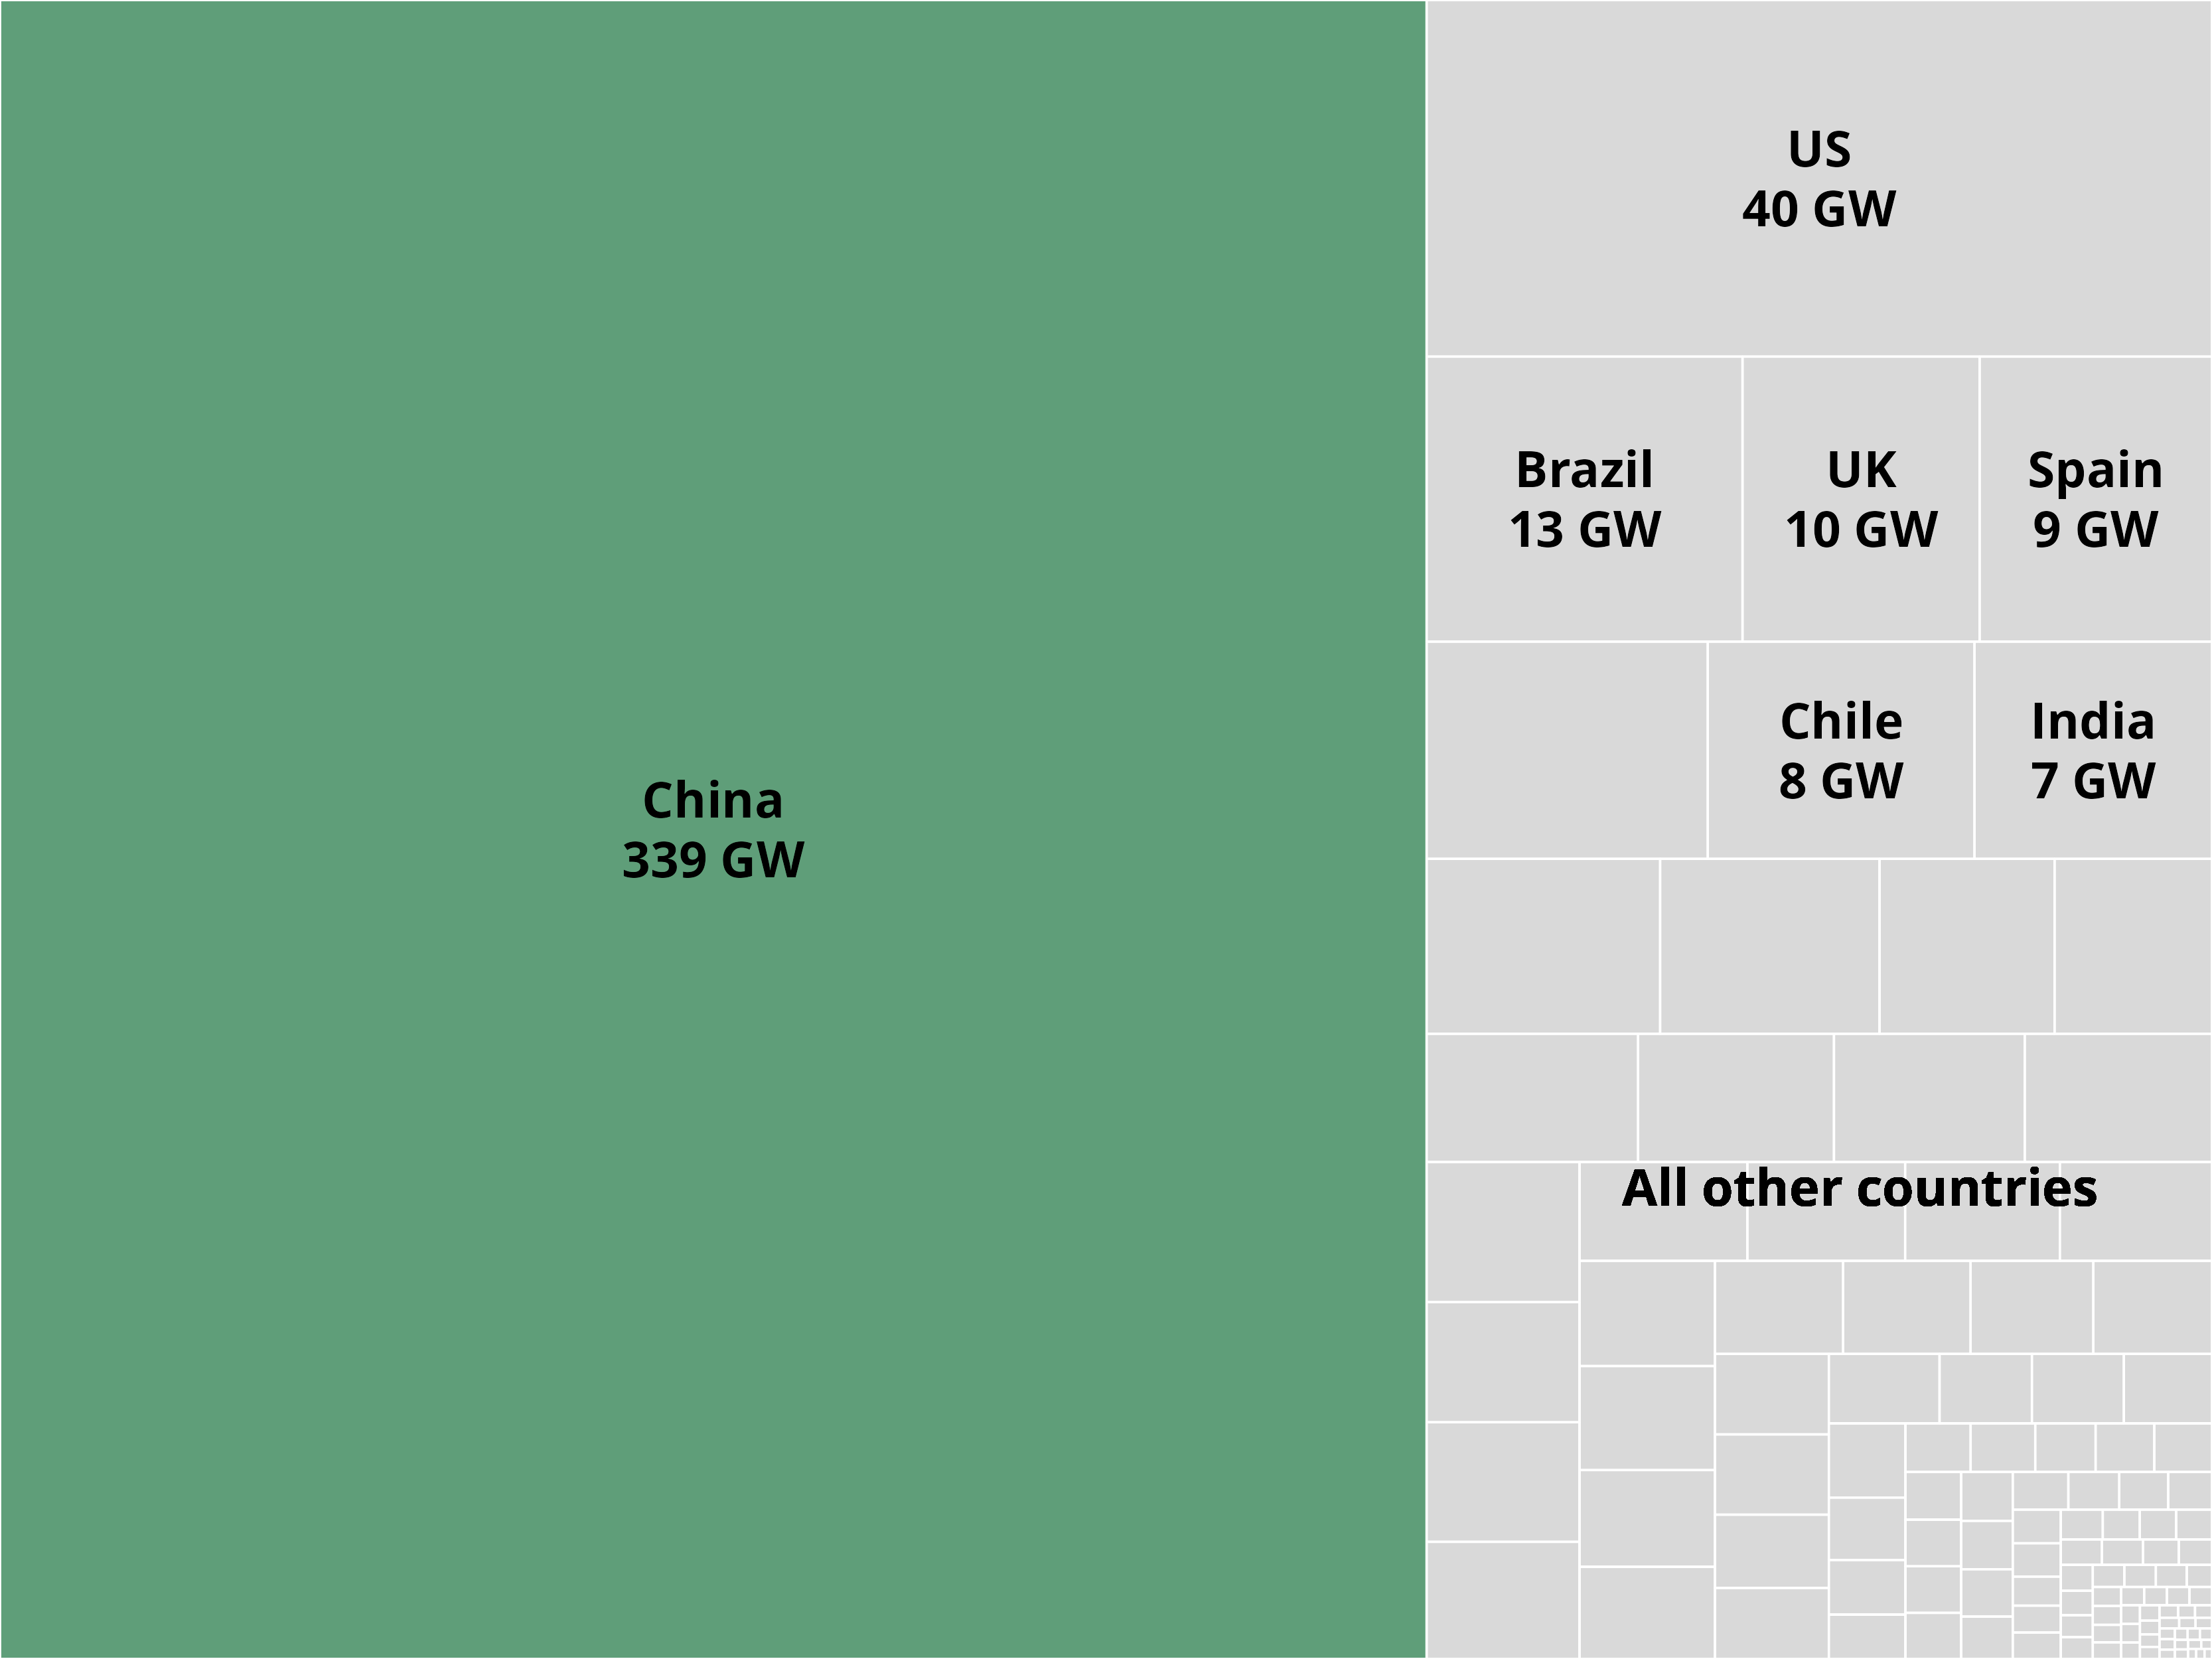 US
40 GW
Brazil
13 GW
UK
10 GW
Spain
9 GW
China
339 GW
Chile
8 GW
India
7 GW
All other countries